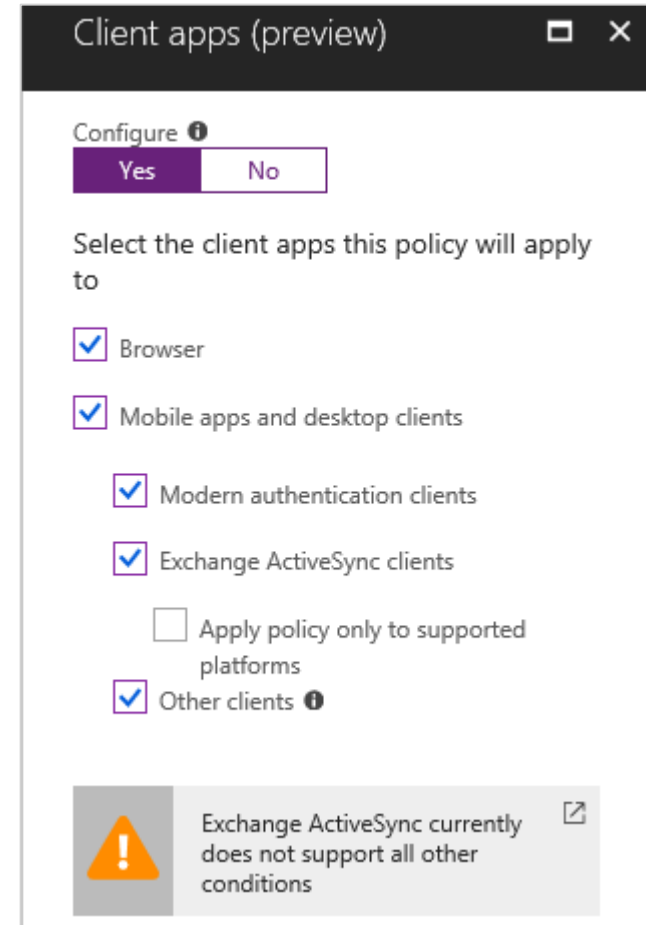 Client apps (preview)
Configure
Yes No
Select the client apps this policy will apply
to
Browser
Mobile apps and desktop clients
Modern authentication clients
Exchange ActiveSync clients
Apply policy only to supported
platforms
Other clients
Exchange ActiveSync currently
does not support all other
conditions